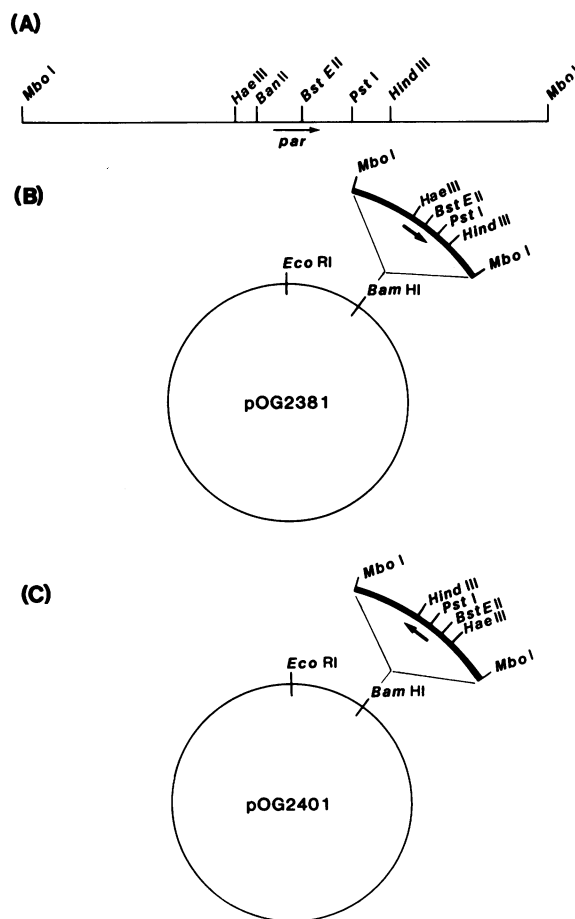 (A)
Mbo I
Hae III
Ban II
Bst E II
Pst I
Hind III
Mbo I
par
(B)
Mbo I
Hae III
Bst E II
Pst I
Hind III
Mbo I
Eco RI
Bam HI
pOG2381
(C)
Mbo I
Hind III
Pst I
Bst E II
Hae III
Mbo I
Eco RI
Bam HI
pOG2401